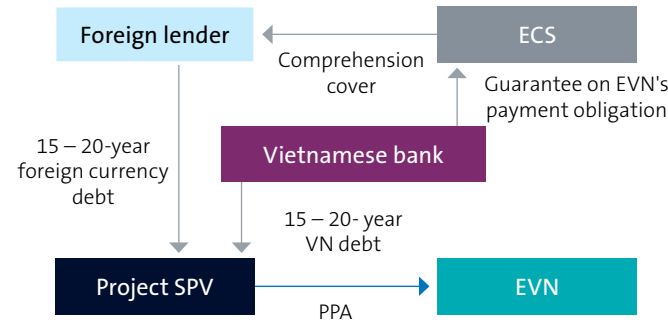 Foreign lender
ECS
Comprehension
cover
Guarantee on EVN's
payment obligation
15 – 20-year
foreign currency
debt
Vietnamese bank
15 – 20- year
VN debt
Project SPV
EVN
PPA